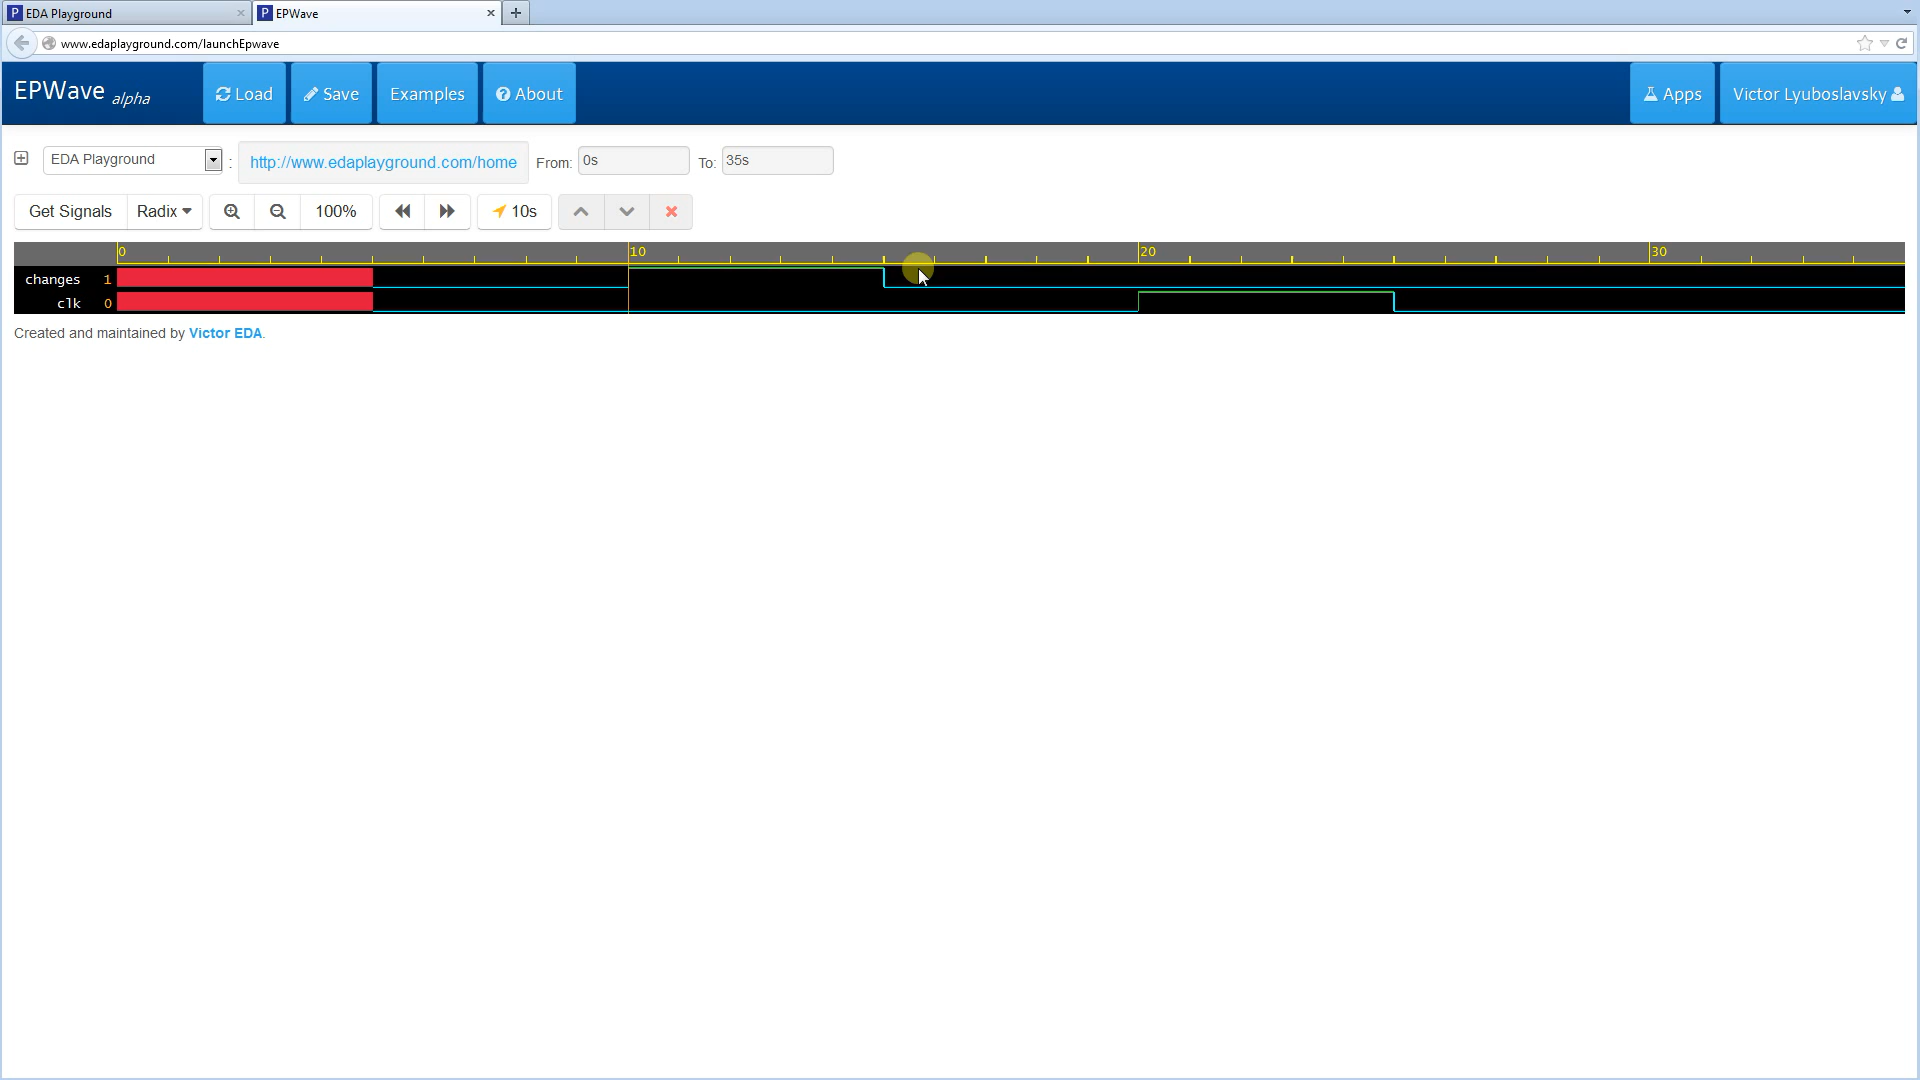 EDA Playground
EPWave
www.edaplayground.com/launchEpwave
EPWave alpha
Load
Save
Examples
About
Apps
Victor Lyuboslavsky
EDA Playground : http://www.edaplayground.com/home From: 0s To: 35s
Get Signals Radix 100% 10s
0 10 20 30
changes 1
clk 0
Created and maintained by Victor EDA.